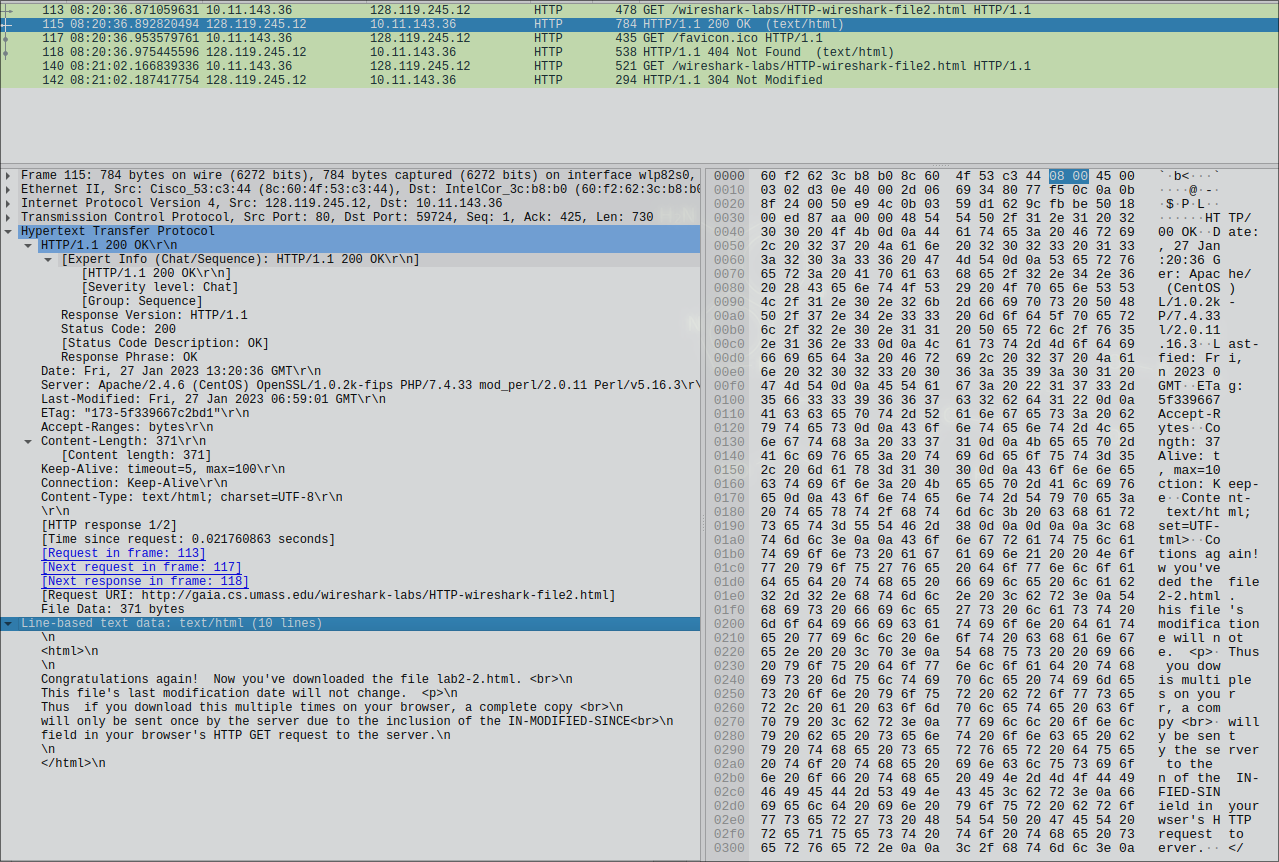 113 08:20:36.871059631 10.11.143.36 128.119.245.12 HTTP 478 GET /wireshark-labs/HTTP-wireshark-file2.html HTTP/1.1
115 08:20:36.892820494 128.119.245.12 10.11.143.36 HTTP 784 HTTP/1.1 200 OK  (text/html)
117 08:20:36.953579761 10.11.143.36 128.119.245.12 HTTP 435 GET /favicon.ico HTTP/1.1
118 08:20:36.975445596 128.119.245.12 10.11.143.36 HTTP 538 HTTP/1.1 404 Not Found  (text/html)
140 08:21:02.166839336 10.11.143.36 128.119.245.12 HTTP 521 GET /wireshark-labs/HTTP-wireshark-file2.html HTTP/1.1
142 08:21:02.187417754 128.119.245.12 10.11.143.36 HTTP 294 HTTP/1.1 304 Not Modified
Frame 115: 784 bytes on wire (6272 bits), 784 bytes captured (6272 bits) on interface wlp82s0,
Ethernet II, Src: Cisco_53:c3:44 (8c:60:4f:53:c3:44), Dst: IntelCor_3c:b8:b0 (60:f2:62:3c:b8:b0
Internet Protocol Version 4, Src: 128.119.245.12, Dst: 10.11.143.36
Transmission Control Protocol, Src Port: 80, Dst Port: 59724, Seq: 1, Ack: 425, Len: 730
Hypertext Transfer Protocol
HTTP/1.1 200 OK\r\n
[Expert Info (Chat/Sequence): HTTP/1.1 200 OK\r\n]
[HTTP/1.1 200 OK\r\n]
[Severity level: Chat]
[Group: Sequence]
Response Version: HTTP/1.1
Status Code: 200
[Status Code Description: OK]
Response Phrase: OK
Date: Fri, 27 Jan 2023 13:20:36 GMT\r\n
Server: Apache/2.4.6 (CentOS) OpenSSL/1.0.2k-fips PHP/7.4.33 mod_perl/2.0.11 Perl/v5.16.3\r\
Last-Modified: Fri, 27 Jan 2023 06:59:01 GMT\r\n
ETag: "173-5f339667c2bd1"\r\n
Accept-Ranges: bytes\r\n
Content-Length: 371\r\n
[Content length: 371]
Keep-Alive: timeout=5, max=100\r\n
Connection: Keep-Alive\r\n
Content-Type: text/html; charset=UTF-8\r\n
\r\n
[HTTP response 1/2]
[Time since request: 0.021760863 seconds]
[Request in frame: 113]
[Next request in frame: 117]
[Next response in frame: 118]
[Request URI: http://gaia.cs.umass.edu/wireshark-labs/HTTP-wireshark-file2.html]
File Data: 371 bytes
Line-based text data: text/html (10 lines)
\n
<html>\n
\n
Congratulations again!  Now you've downloaded the file lab2-2.html. <br>\n
This file's last modification date will not change.  <p>\n
Thus  if you download this multiple times on your browser, a complete copy <br>\n
will only be sent once by the server due to the inclusion of the IN-MODIFIED-SINCE<br>\n
field in your browser's HTTP GET request to the server.\n
\n
</html>\n
0000 60 f2 62 3c b8 b0 8c 60 4f 53 c3 44 08 00 45 00 `·b<···`
0010 03 02 d3 0e 40 00 2d 06 69 34 80 77 f5 0c 0a 0b ····@·-·
0020 8f 24 00 50 e9 4c 0b 03 59 d1 62 9c fb be 50 18 ·$·P·L··
0030 00 ed 87 aa 00 00 48 54 54 50 2f 31 2e 31 20 32 ······HT TP/
0040 30 30 20 4f 4b 0d 0a 44 61 74 65 3a 20 46 72 69 00 OK··D ate:
0050 2c 20 32 37 20 4a 61 6e 20 32 30 32 33 20 31 33 , 27 Jan
0060 3a 32 30 3a 33 36 20 47 4d 54 0d 0a 53 65 72 76 :20:36 G
0070 65 72 3a 20 41 70 61 63 68 65 2f 32 2e 34 2e 36 er: Apac he/
0080 20 28 43 65 6e 74 4f 53 29 20 4f 70 65 6e 53 53 (CentOS )
0090 4c 2f 31 2e 30 2e 32 6b 2d 66 69 70 73 20 50 48 L/1.0.2k -
00a0 50 2f 37 2e 34 2e 33 33 20 6d 6f 64 5f 70 65 72 P/7.4.33
00b0 6c 2f 32 2e 30 2e 31 31 20 50 65 72 6c 2f 76 35 l/2.0.11
00c0 2e 31 36 2e 33 0d 0a 4c 61 73 74 2d 4d 6f 64 69 .16.3··L ast-
00d0 66 69 65 64 3a 20 46 72 69 2c 20 32 37 20 4a 61 fied: Fr i,
00e0 6e 20 32 30 32 33 20 30 36 3a 35 39 3a 30 31 20 n 2023 0
00f0 47 4d 54 0d 0a 45 54 61 67 3a 20 22 31 37 33 2d GMT··ETa g:
0100 35 66 33 33 39 36 36 37 63 32 62 64 31 22 0d 0a 5f339667
0110 41 63 63 65 70 74 2d 52 61 6e 67 65 73 3a 20 62 Accept-R
0120 79 74 65 73 0d 0a 43 6f 6e 74 65 6e 74 2d 4c 65 ytes··Co
0130 6e 67 74 68 3a 20 33 37 31 0d 0a 4b 65 65 70 2d ngth: 37
0140 41 6c 69 76 65 3a 20 74 69 6d 65 6f 75 74 3d 35 Alive: t
0150 2c 20 6d 61 78 3d 31 30 30 0d 0a 43 6f 6e 6e 65 , max=10
0160 63 74 69 6f 6e 3a 20 4b 65 65 70 2d 41 6c 69 76 ction: K eep-
0170 65 0d 0a 43 6f 6e 74 65 6e 74 2d 54 79 70 65 3a e··Conte nt-
0180 20 74 65 78 74 2f 68 74 6d 6c 3b 20 63 68 61 72 text/ht ml;
0190 73 65 74 3d 55 54 46 2d 38 0d 0a 0d 0a 0a 3c 68 set=UTF-
01a0 74 6d 6c 3e 0a 0a 43 6f 6e 67 72 61 74 75 6c 61 tml>··Co
01b0 74 69 6f 6e 73 20 61 67 61 69 6e 21 20 20 4e 6f tions ag ain!
01c0 77 20 79 6f 75 27 76 65 20 64 6f 77 6e 6c 6f 61 w you've
01d0 64 65 64 20 74 68 65 20 66 69 6c 65 20 6c 61 62 ded the  file
01e0 32 2d 32 2e 68 74 6d 6c 2e 20 3c 62 72 3e 0a 54 2-2.html .
01f0 68 69 73 20 66 69 6c 65 27 73 20 6c 61 73 74 20 his file 's
0200 6d 6f 64 69 66 69 63 61 74 69 6f 6e 20 64 61 74 modifica tion
0210 65 20 77 69 6c 6c 20 6e 6f 74 20 63 68 61 6e 67 e will n ot
0220 65 2e 20 20 3c 70 3e 0a 54 68 75 73 20 20 69 66 e.  <p>· Thus
0230 20 79 6f 75 20 64 6f 77 6e 6c 6f 61 64 20 74 68 you dow
0240 69 73 20 6d 75 6c 74 69 70 6c 65 20 74 69 6d 65 is multi ple
0250 73 20 6f 6e 20 79 6f 75 72 20 62 72 6f 77 73 65 s on you r
0260 72 2c 20 61 20 63 6f 6d 70 6c 65 74 65 20 63 6f r, a com
0270 70 79 20 3c 62 72 3e 0a 77 69 6c 6c 20 6f 6e 6c py <br>· will
0280 79 20 62 65 20 73 65 6e 74 20 6f 6e 63 65 20 62 y be sen t
0290 79 20 74 68 65 20 73 65 72 76 65 72 20 64 75 65 y the se rver
02a0 20 74 6f 20 74 68 65 20 69 6e 63 6c 75 73 69 6f to the
02b0 6e 20 6f 66 20 74 68 65 20 49 4e 2d 4d 4f 44 49 n of the  IN-
02c0 46 49 45 44 2d 53 49 4e 43 45 3c 62 72 3e 0a 66 FIED-SIN
02d0 69 65 6c 64 20 69 6e 20 79 6f 75 72 20 62 72 6f ield in  your
02e0 77 73 65 72 27 73 20 48 54 54 50 20 47 45 54 20 wser's H TTP
02f0 72 65 71 75 65 73 74 20 74 6f 20 74 68 65 20 73 request  to
0300 65 72 76 65 72 2e 0a 0a 3c 2f 68 74 6d 6c 3e 0a erver.·· </